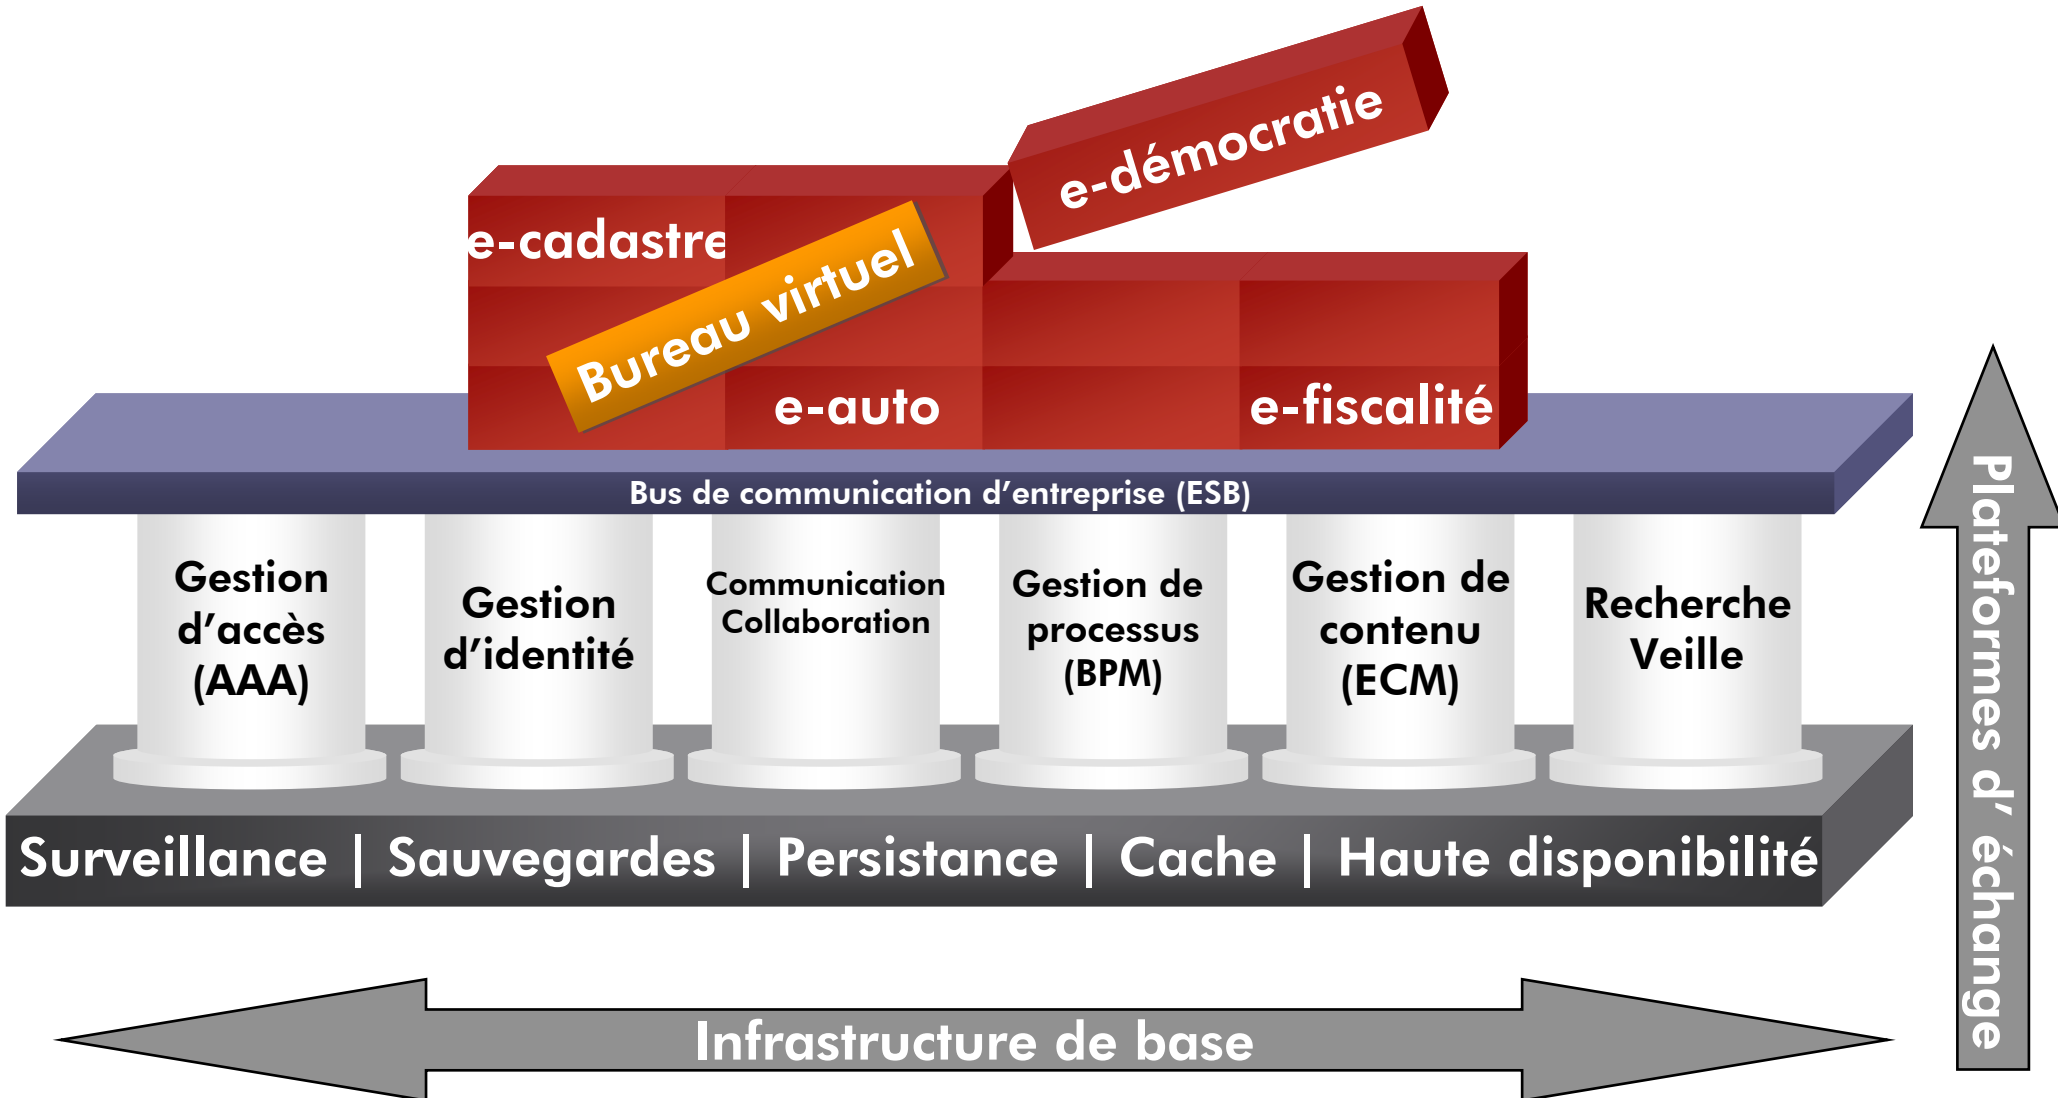 e-démocratie
e-cadastre
Bureau virtuel
e-auto
e-fiscalité
Bus de communication d’entreprise (ESB)
Gestion
d’accès
(AAA)
Gestion
d’identité
Communication
Collaboration
Gestion de
processus
(BPM)
Gestion de
contenu
(ECM)
Recherche
Veille
Surveillance | Sauvegardes | Persistance | Cache | Haute disponibilité
Infrastructure de base
Plateformes d’ échange